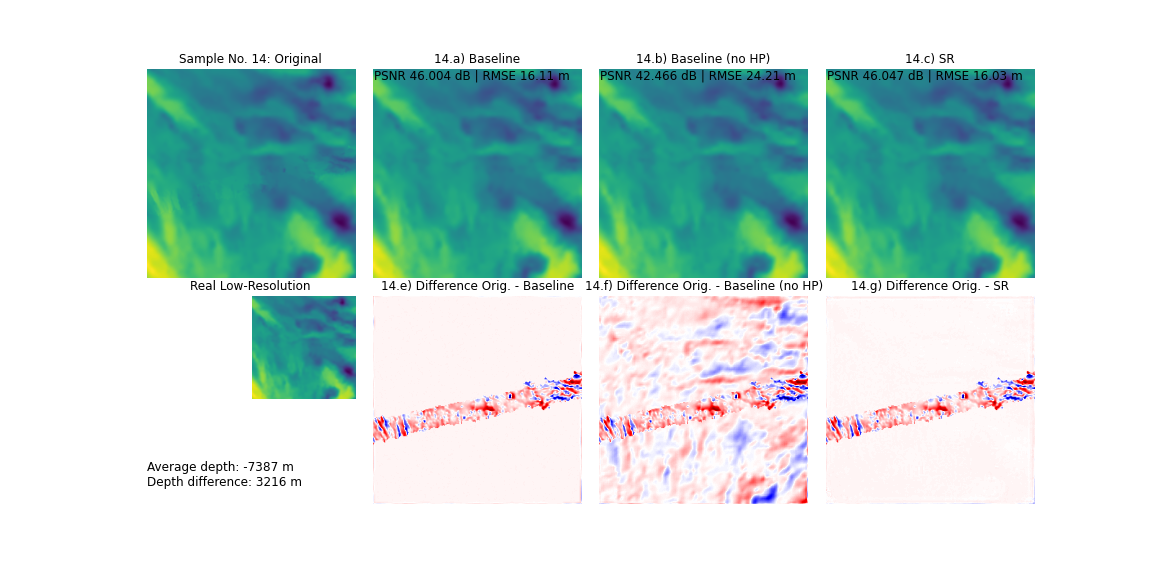 Sample No. 14: Original
14.a) Baseline
14.b) Baseline (no HP)
14.c) SR
PSNR 46.004 dB | RMSE 16.11 m
PSNR 42.466 dB | RMSE 24.21 m
PSNR 46.047 dB | RMSE 16.03 m
Real Low-Resolution
14.e) Difference Orig. - Baseline
14.f) Difference Orig. - Baseline (no HP)
14.g) Difference Orig. - SR
Average depth: -7387 m
Depth difference: 3216 m